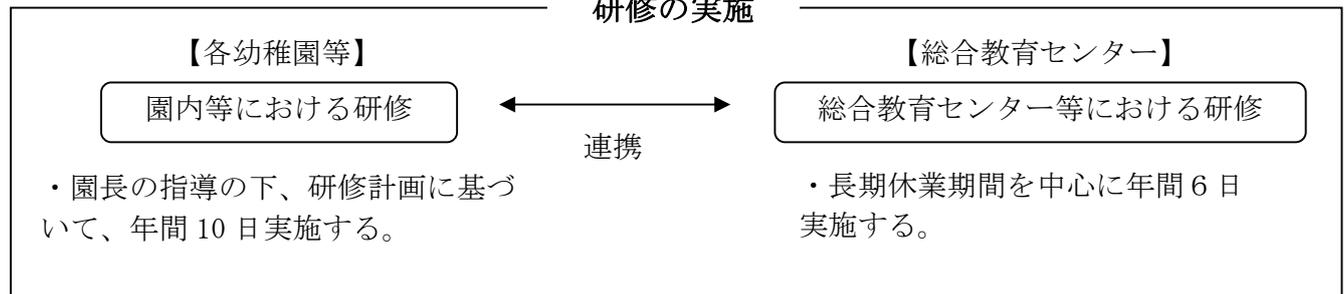 研修の実施
【各幼稚園等】
園内等における研修
・園長の指導の下、研修計画に基づ
いて、年間 10 日実施する。
連携
【総合教育センター】
総合教育センター等における研修
・長期休業期間を中心に年間６日
実施する。